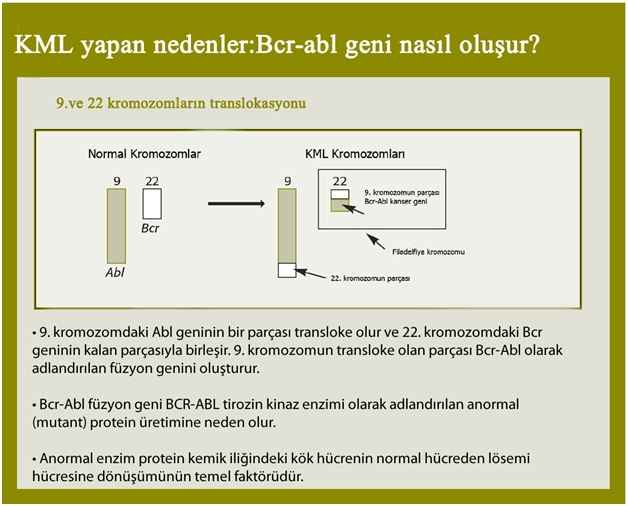 KML yapan nedenler:Bcr-abl geni nasıl oluşur?
9.ve 22 kromozomların translokasyonu
Normal Kromozomlar
KML Kromozomları
9
22
9
22
Bcr
Abl
9. kromozomun parçası
Bcr-Abl kanser geni
Filedelfiya kromozomu
22. kromozomun parçası
• 9. kromozomdaki Abl geninin bir parçası transloke olur ve 22. kromozomdaki Bcr
geninin kalan parçasıyla birleşir. 9. kromozomun transloke olan parçası Bcr-Abl olarak
adlandırılan füzyon genini oluşturur.
• Bcr-Abl füzyon geni BCR-ABL tirozin kinaz enzimi olarak adlandırılan anormal
(mutant) protein üretimine neden olur.
• Anormal enzim protein kemik iliğindeki kök hücrenin normal hücreden lösemi
hücresine dönüşümünün temel faktörüdür.